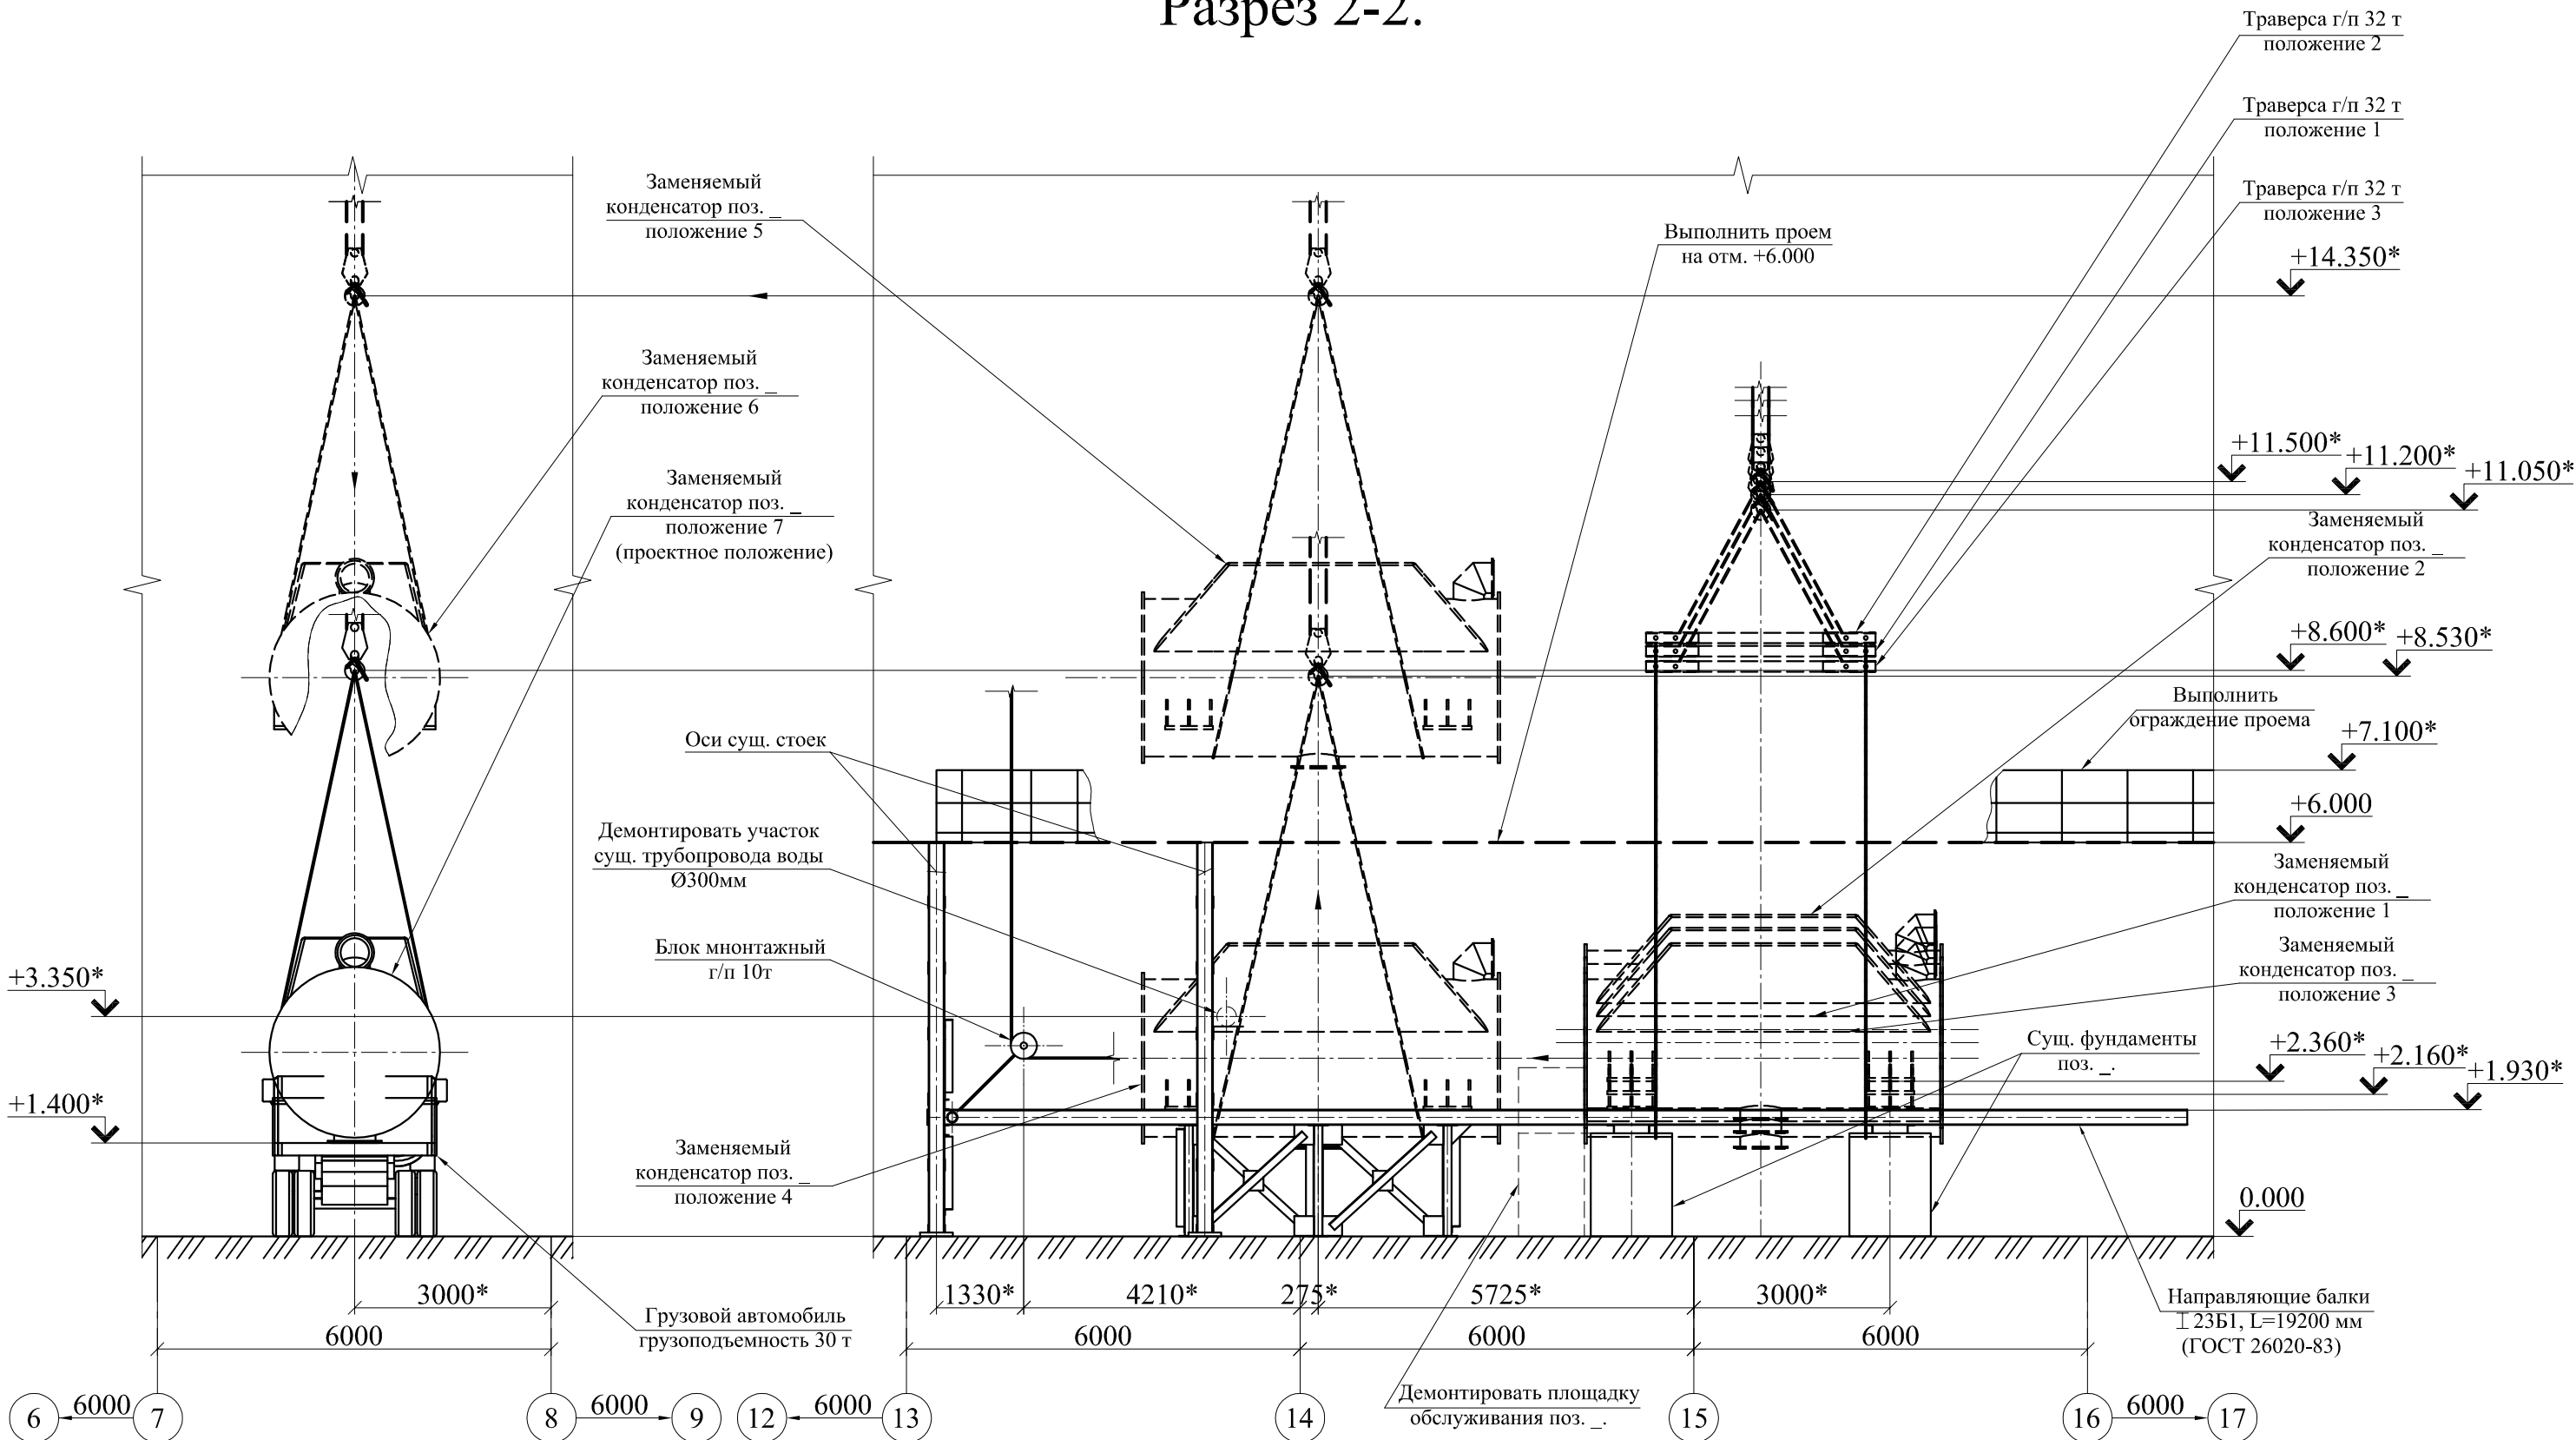 Разрез 2-2.
Траверса г/п 32 т
положение 2
Траверса г/п 32 т
положение 1
Траверса г/п 32 т
положение 3
Заменяемый
конденсатор поз. _
положение 5
Выполнить проем
на отм. +6.000
+14.350*
Заменяемый
конденсатор поз. _
положение 6
Заменяемый
конденсатор поз. _
положение 7
(проектное положение)
+11.500*
+11.200*
+11.050*
Заменяемый
конденсатор поз. _
положение 2
+8.600*
+8.530*
Выполнить
ограждение проема
+7.100*
+6.000
Оси сущ. стоек
Демонтировать участок
сущ. трубопровода воды
Ø300мм
Блок мнонтажный
г/п 10т
Заменяемый
конденсатор поз. _
положение 1
Заменяемый
конденсатор поз. _
положение 3
+3.350*
+1.400*
Сущ. фундаменты
поз. _.
+2.360*
+2.160*
+1.930*
Заменяемый
конденсатор поз. _
положение 4
0.000
3000*
6000
Грузовой автомобиль
грузоподъемность 30 т
1330*
4210*
275*
5725*
3000*
6000
6000
6000
Направляющие балки
⌶ 23Б1, L=19200 мм
(ГОСТ 26020-83)
Демонтировать площадку
обслуживания поз. _.
6
6000
7
8
6000
9
12
6000
13
14
15
16
6000
17